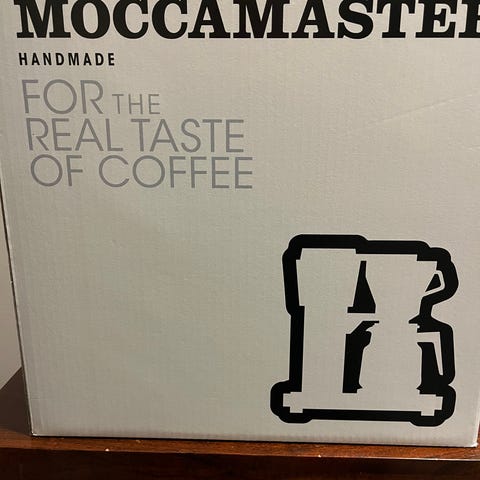 MOCCAMASTER
HANDMADE
FOR THE
REAL TASTE
OF COFFEE